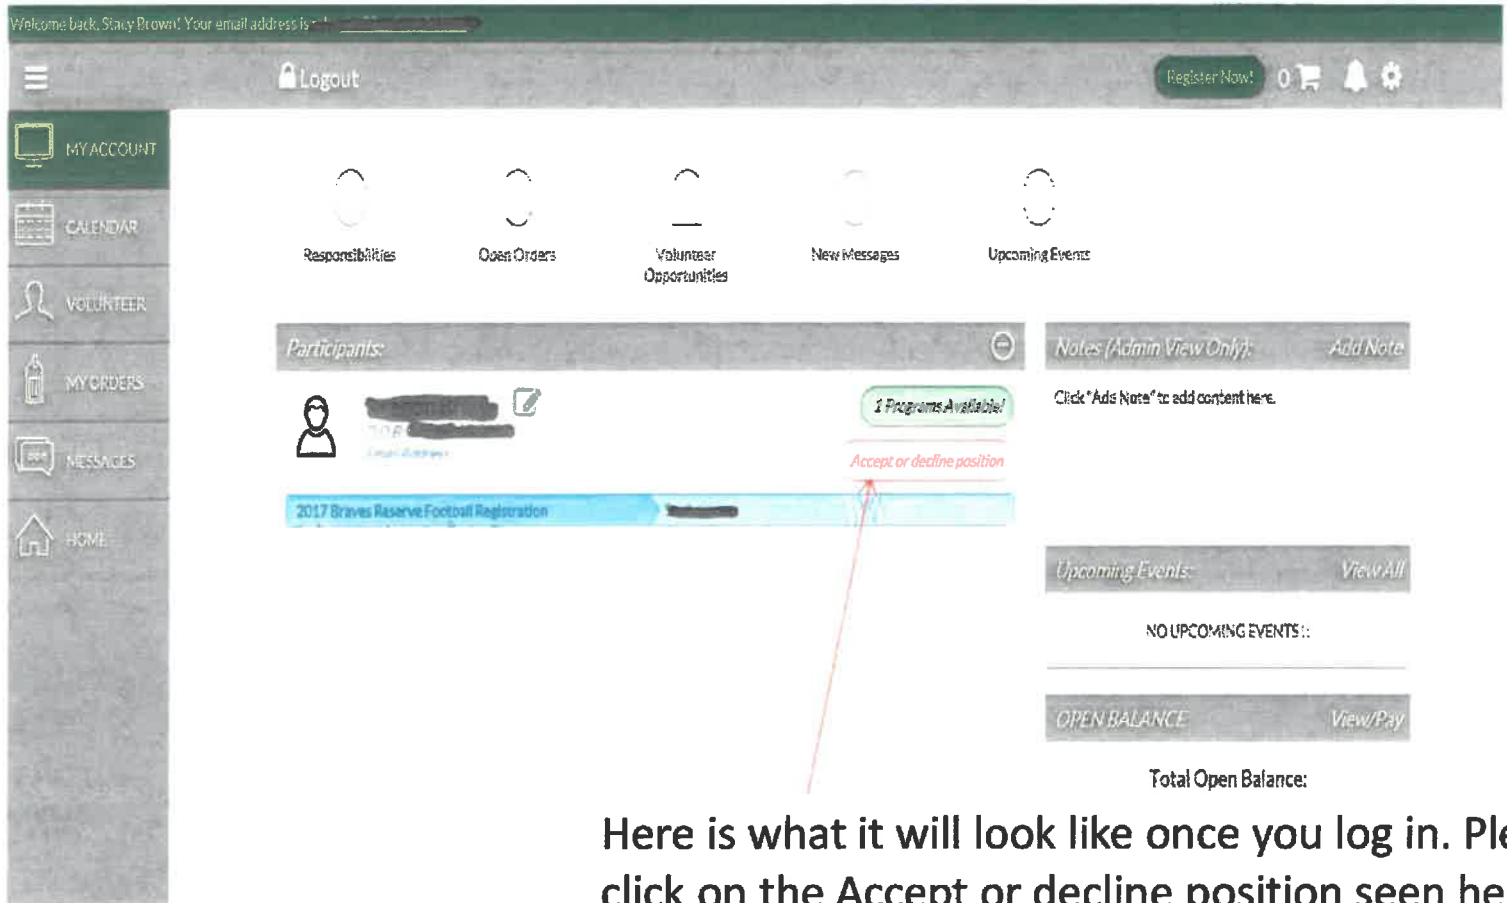 Welcome back, Stacy Brown! Your email address is
Logout
Register Now!
0
MY ACCOUNT
CALENDAR
VOLUNTEER
MY ORDERS
MESSAGES
HOME
Responsibilities
Open Orders
Volunteer
Opportunities
New Messages
Upcoming Events
Participants:
1 Programs Available!
D.O.B
Email Address
Accept or decline position
2017 Braves Reserve Football Registration
Notes (Admin View Only):
Add Note
Click "Add Note" to add content here.
Upcoming Events:
View All
NO UPCOMING EVENTS !:
OPEN BALANCE
View/Pay
Total Open Balance:
Here is what it will look like once you log in. Ple
click on the Accept or decline position seen he